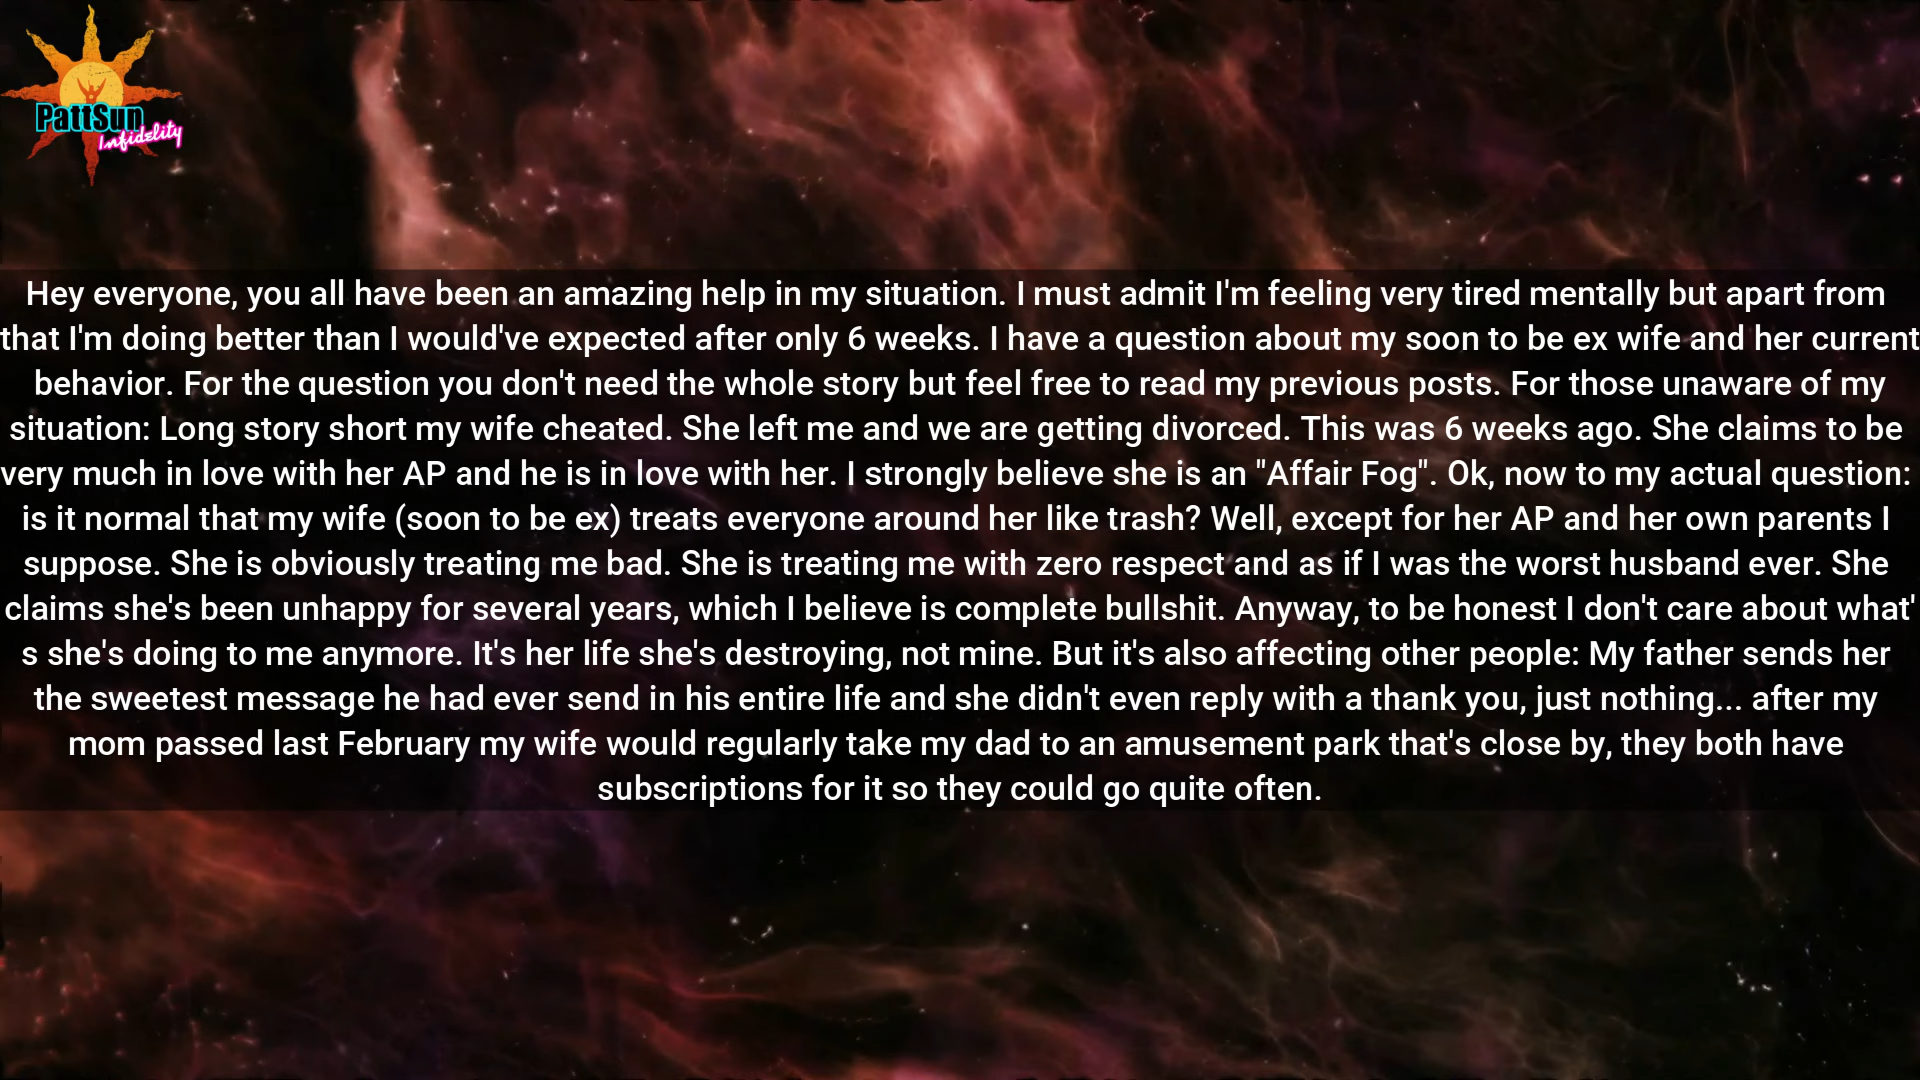 PattSun
Infidelity
Hey everyone, you all have been an amazing help in my situation. I must admit I'm feeling very tired mentally but apart from
that I'm doing better than I would've expected after only 6 weeks. I have a question about my soon to be ex wife and her current
behavior. For the question you don't need the whole story but feel free to read my previous posts. For those unaware of my
situation: Long story short my wife cheated. She left me and we are getting divorced. This was 6 weeks ago. She claims to be
very much in love with her AP and he is in love with her. I strongly believe she is an "Affair Fog". Ok, now to my actual question:
is it normal that my wife (soon to be ex) treats everyone around her like trash? Well, except for her AP and her own parents I
suppose. She is obviously treating me bad. She is treating me with zero respect and as if I was the worst husband ever. She
claims she's been unhappy for several years, which I believe is complete bullshit. Anyway, to be honest I don't care about what'
s she's doing to me anymore. It's her life she's destroying, not mine. But it's also affecting other people: My father sends her
the sweetest message he had ever send in his entire life and she didn't even reply with a thank you, just nothing... after my
mom passed last February my wife would regularly take my dad to an amusement park that's close by, they both have
subscriptions for it so they could go quite often.